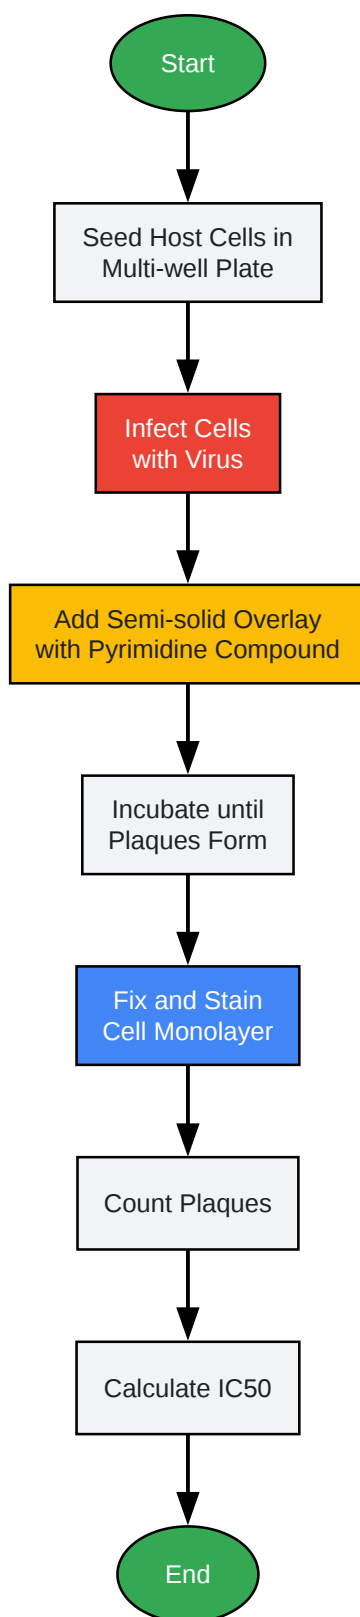 Start
Seed Host Cells in
Multi-well Plate
Infect Cells
with Virus
Add Semi-solid Overlay
with Pyrimidine Compound
Incubate until
Plaques Form
Fix and Stain
Cell Monolayer
Count Plaques
Calculate IC50
End